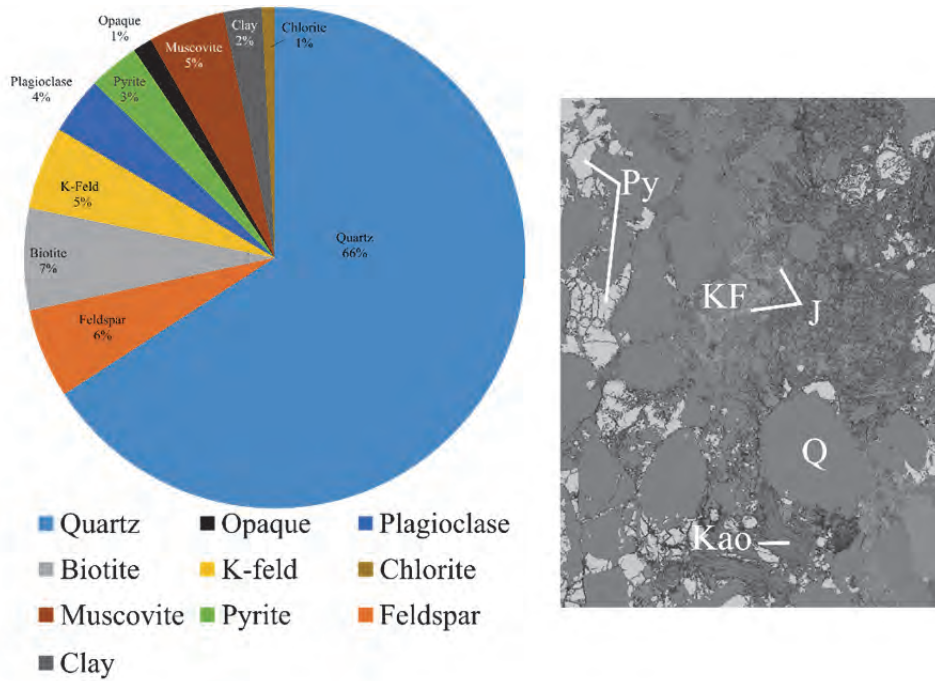 Opaque
1%
Muscovite
5%
Clay
2%
Chlorite
1%
Plagioclase
4%
Pyrite
3%
K-Feld
5%
Biotite
7%
Feldspar
6%
Quartz
66%
Quartz
Opaque
Plagioclase
Biotite
K-feld
Chlorite
Muscovite
Pyrite
Feldspar
Clay
Py
KF
J
Q
Kao